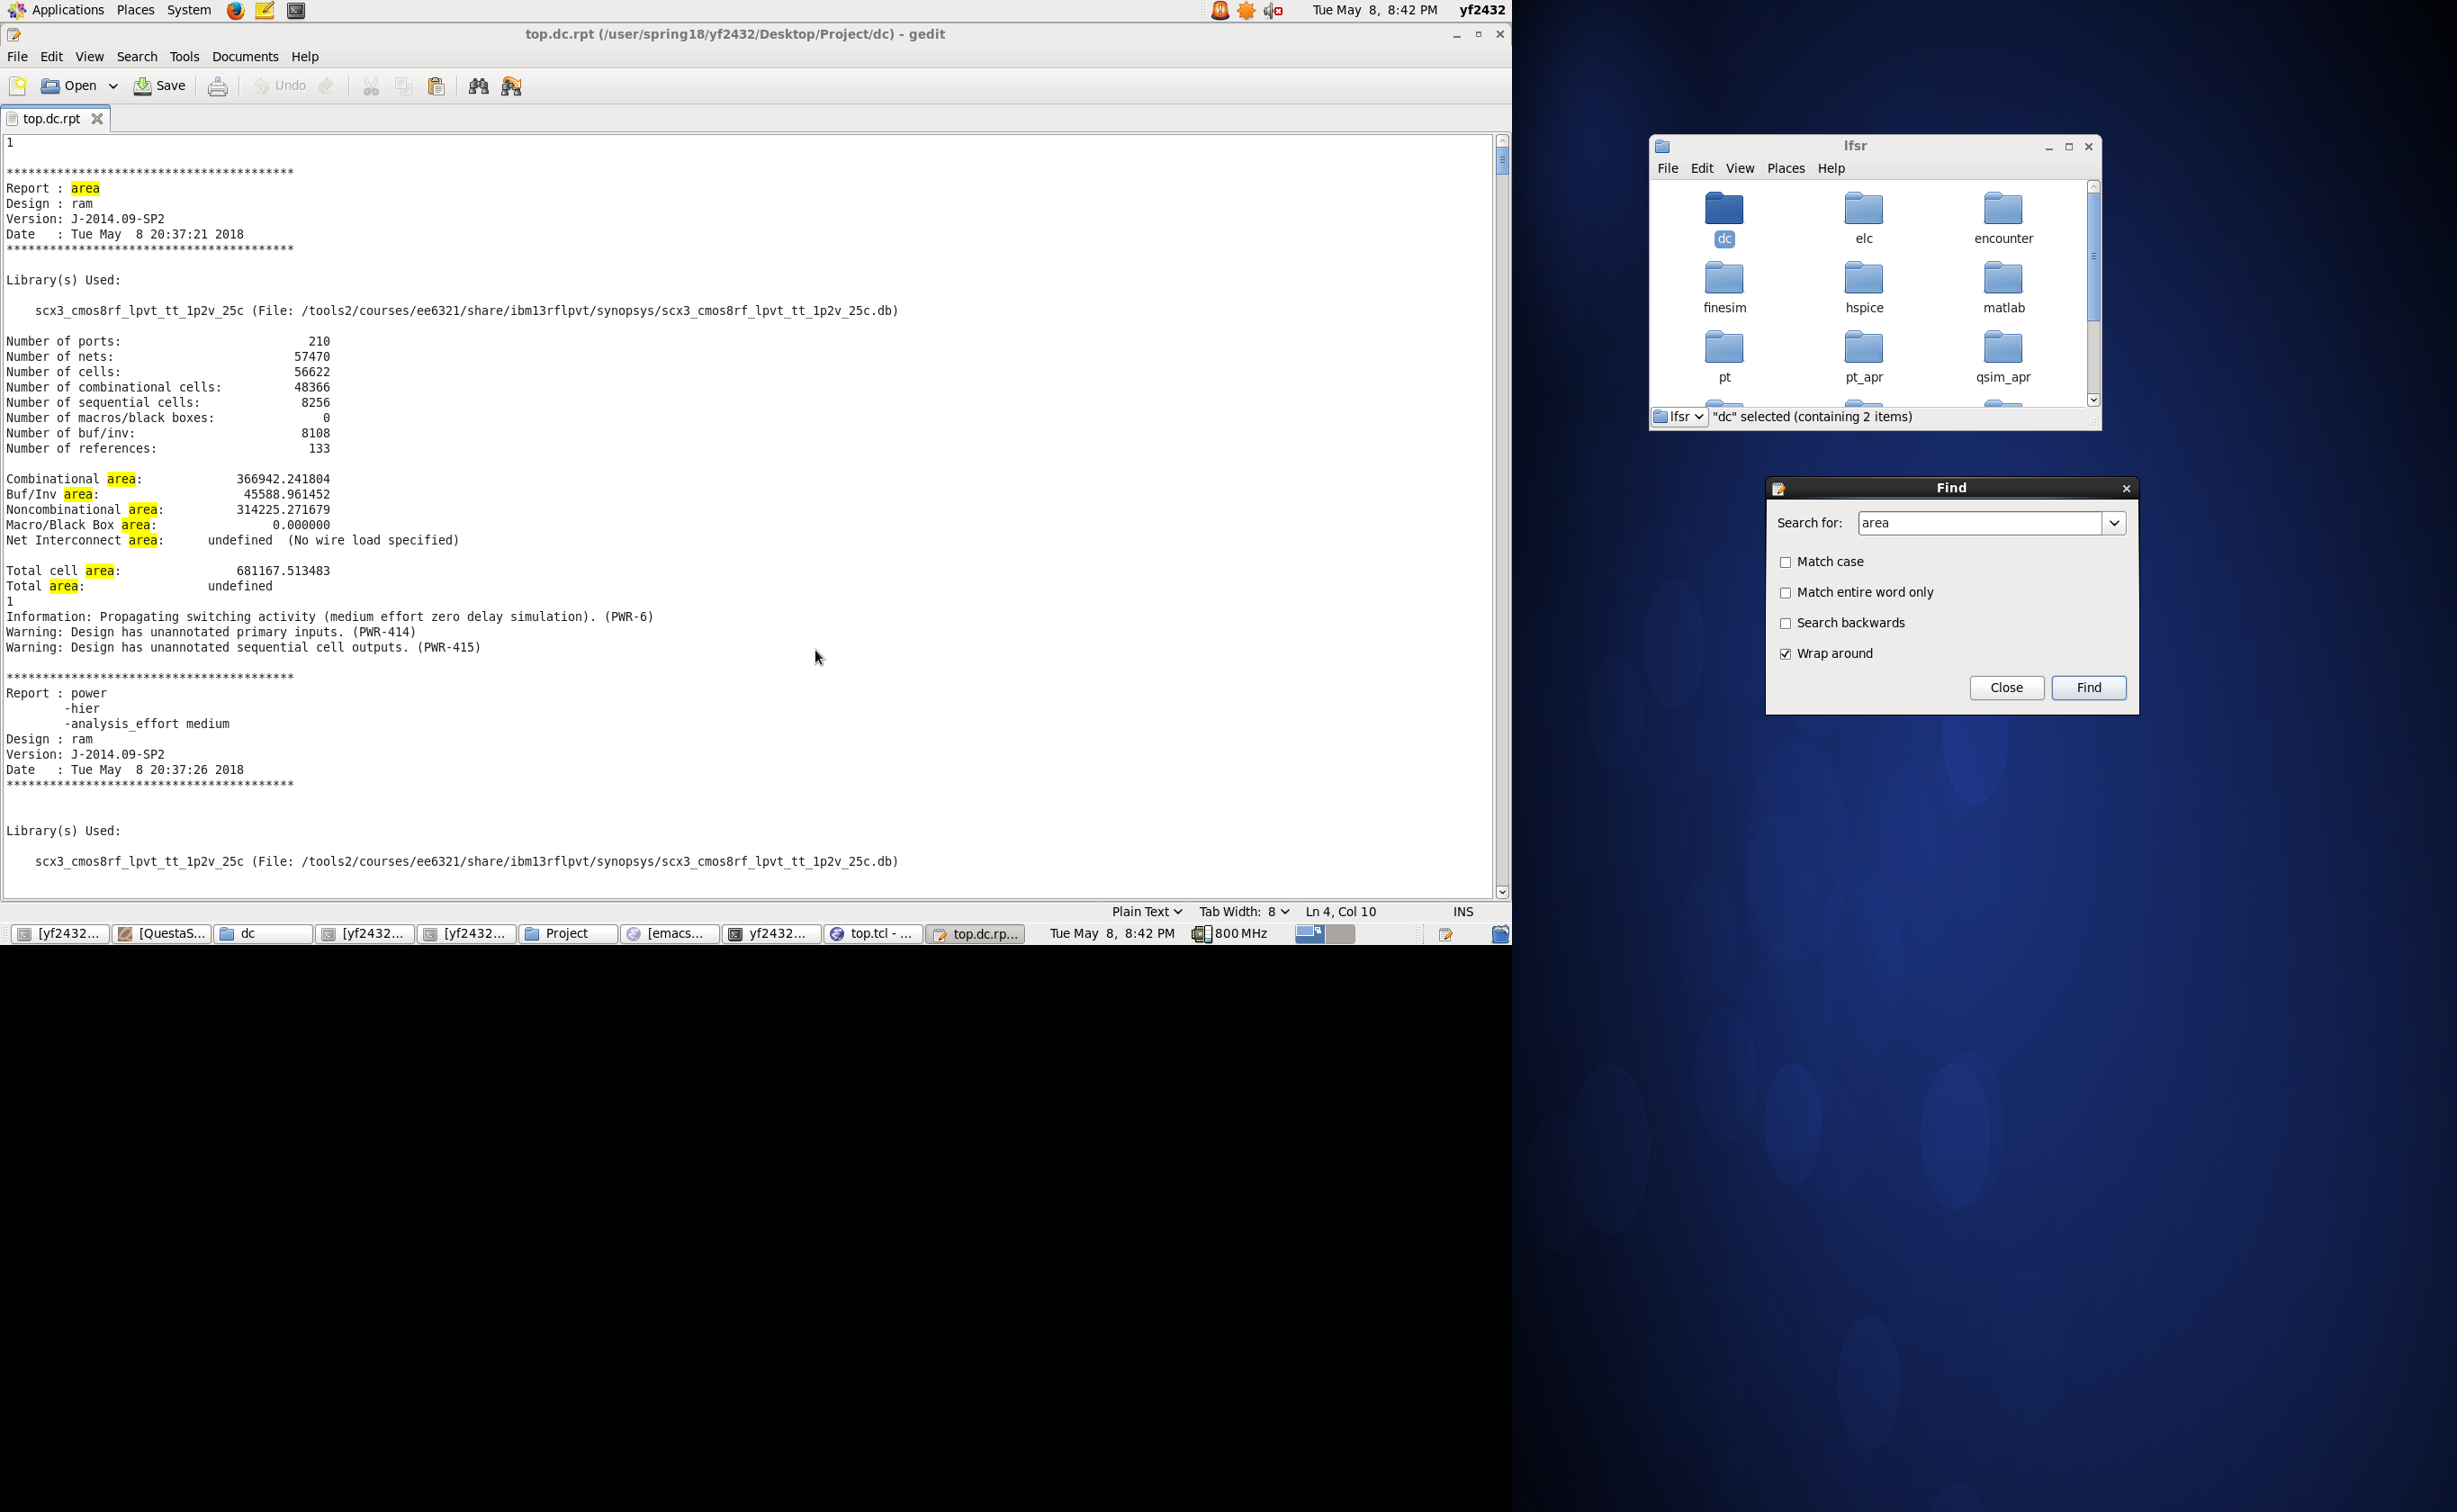 Applications Places System Tue May 8, 8:42 PM yf2432
top.dc.rpt (/user/spring18/yf2432/Desktop/Project/dc) - gedit
File Edit View Search Tools Documents Help
Open Save Undo
top.dc.rpt
1
****************************************
Report : area
Design : ram
Version: J-2014.09-SP2
Date   : Tue May  8 20:37:21 2018
****************************************
Library(s) Used:
scx3_cmos8rf_lpvt_tt_1p2v_25c (File: /tools2/courses/ee6321/share/ibm13rflpvt/synopsys/scx3_cmos8rf_lpvt_tt_1p2v_25c.db)
Number of ports: 210
Number of nets: 57470
Number of cells: 56622
Number of combinational cells: 48366
Number of sequential cells: 8256
Number of macros/black boxes: 0
Number of buf/inv: 8108
Number of references: 133
Combinational area: 366942.241804
Buf/Inv area: 45588.961452
Noncombinational area: 314225.271679
Macro/Black Box area: 0.000000
Net Interconnect area: undefined (No wire load specified)
Total cell area: 681167.513483
Total area: undefined
1
Information: Propagating switching activity (medium effort zero delay simulation). (PWR-6)
Warning: Design has unannotated primary inputs. (PWR-414)
Warning: Design has unannotated sequential cell outputs. (PWR-415)
****************************************
Report : power
-hier
-analysis_effort medium
Design : ram
Version: J-2014.09-SP2
Date   : Tue May  8 20:37:26 2018
****************************************
Library(s) Used:
scx3_cmos8rf_lpvt_tt_1p2v_25c (File: /tools2/courses/ee6321/share/ibm13rflpvt/synopsys/scx3_cmos8rf_lpvt_tt_1p2v_25c.db)
Plain Text Tab Width: 8 Ln 4, Col 10 INS
[yf2432... [QuestaS... dc [yf2432... [yf2432... Project [emacs... yf2432... top.tcl - ... top.dc.rp... Tue May 8, 8:42 PM 800 MHz
lfsr
File Edit View Places Help
dc elc encounter
finesim hspice matlab
pt pt_apr qsim_apr
lfsr "dc" selected (containing 2 items)
Find
Search for: area
Match case
Match entire word only
Search backwards
Wrap around
Close Find